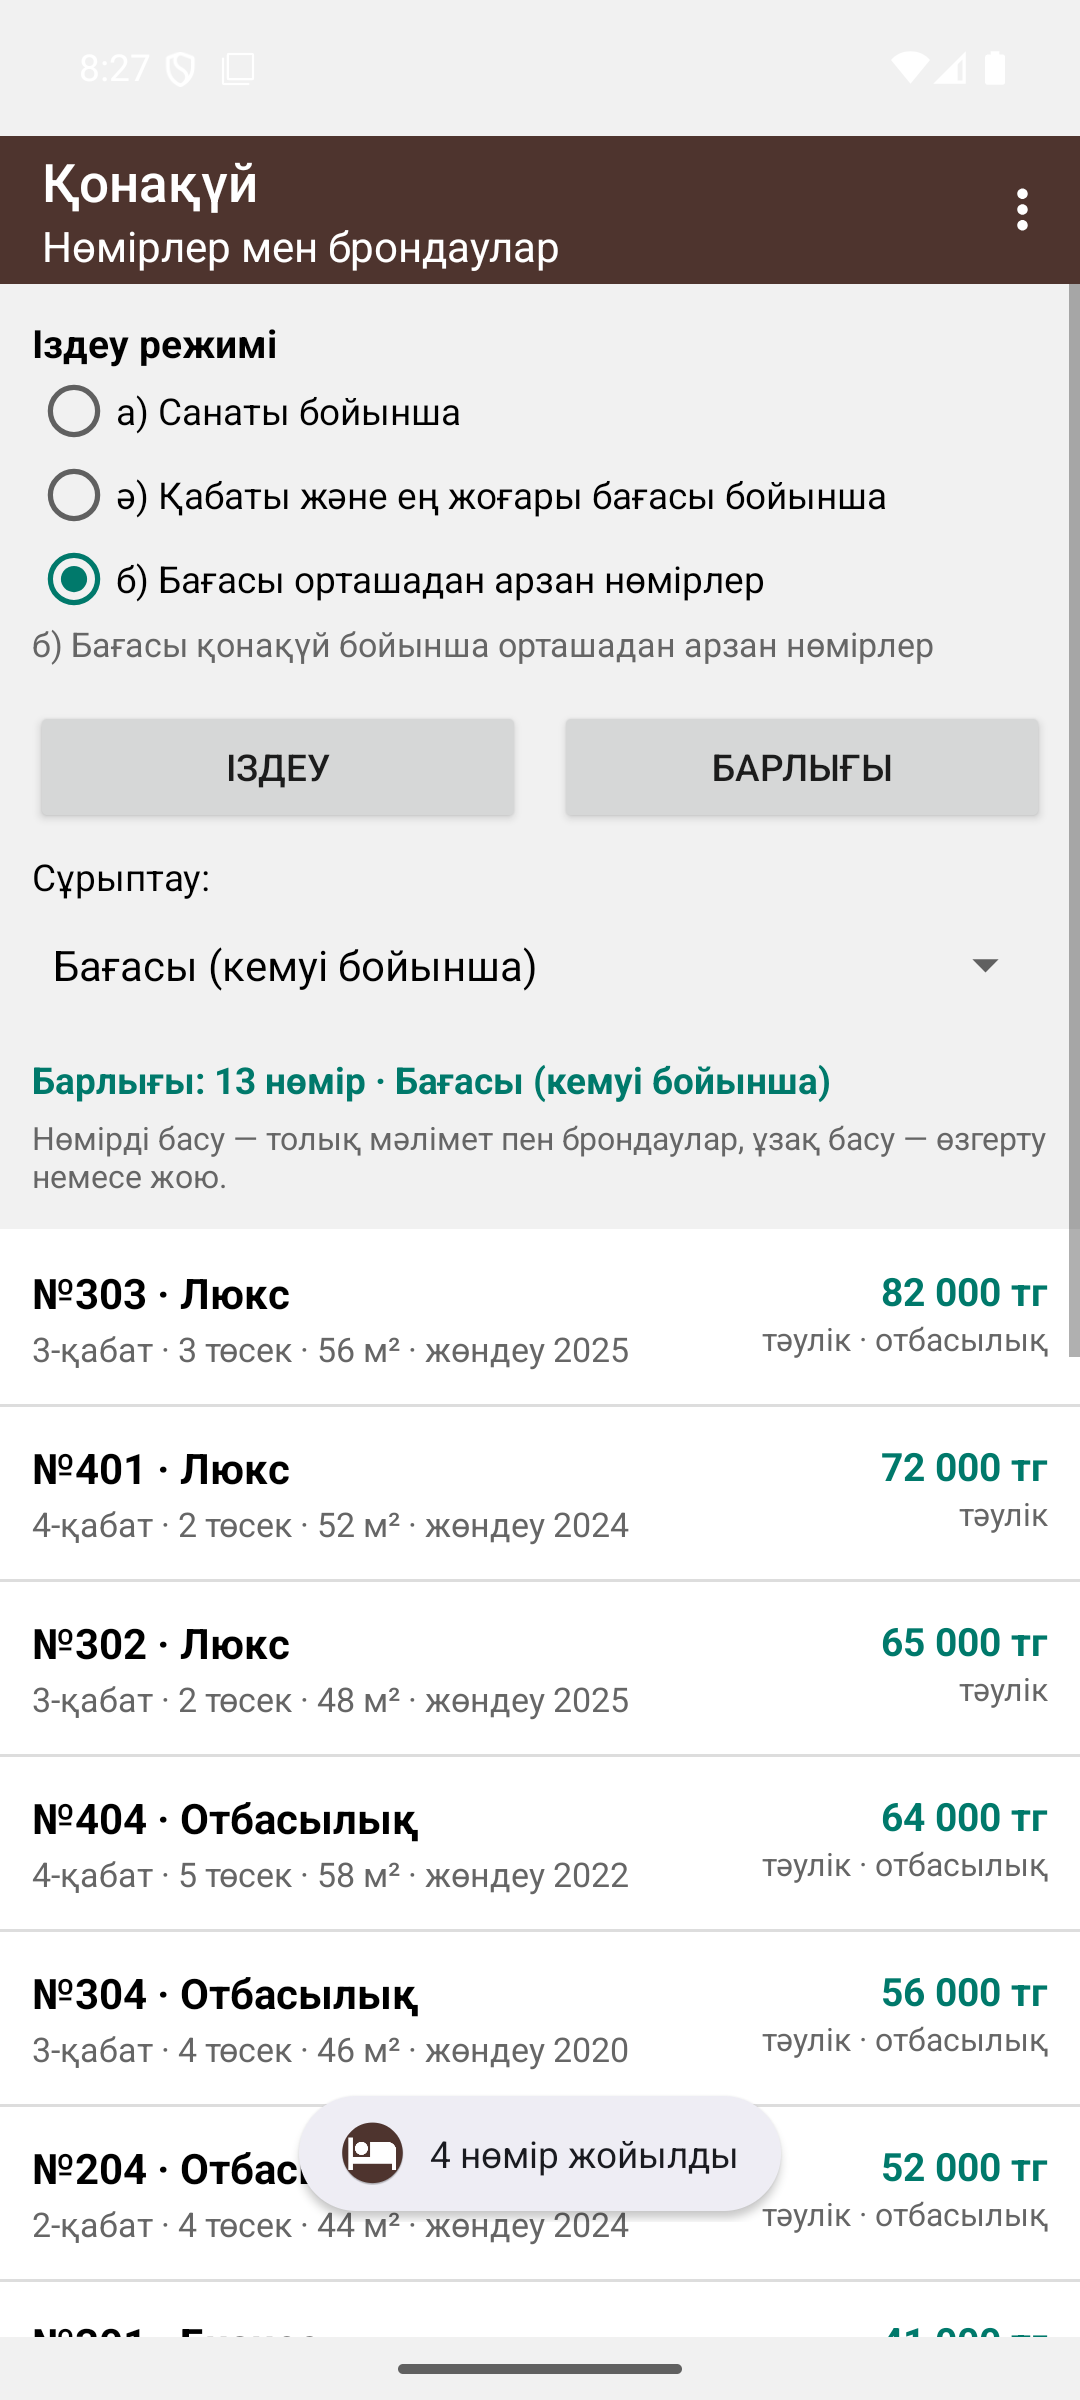 8:27
Қонақүй
Нөмірлер мен брондаулар
Іздеу режимі
а) Санаты бойынша
ә) Қабаты және ең жоғары бағасы бойынша
б) Бағасы орташадан арзан нөмірлер
б) Бағасы қонақүй бойынша орташадан арзан нөмірлер
ІЗДЕУ
БАРЛЫҒЫ
Сұрыптау:
Бағасы (кемуі бойынша)
Барлығы: 13 нөмір · Бағасы (кемуі бойынша)
Нөмірді басу — толық мәлімет пен брондаулар, ұзақ басу — өзгерту
немесе жою.
№303 · Люкс
82 000 тг
3-қабат · 3 төсек · 56 м² · жөндеу 2025
тәулік · отбасылық
№401 · Люкс
72 000 тг
4-қабат · 2 төсек · 52 м² · жөндеу 2024
тәулік
№302 · Люкс
65 000 тг
3-қабат · 2 төсек · 48 м² · жөндеу 2025
тәулік
№404 · Отбасылық
64 000 тг
4-қабат · 5 төсек · 58 м² · жөндеу 2022
тәулік · отбасылық
№304 · Отбасылық
56 000 тг
3-қабат · 4 төсек · 46 м² · жөндеу 2020
тәулік · отбасылық
4 нөмір жойылды
№204 ·
52 000 тг
2-қабат · 4 төсек · 44 м² · жөндеу 2024
тәулік · отбасылық